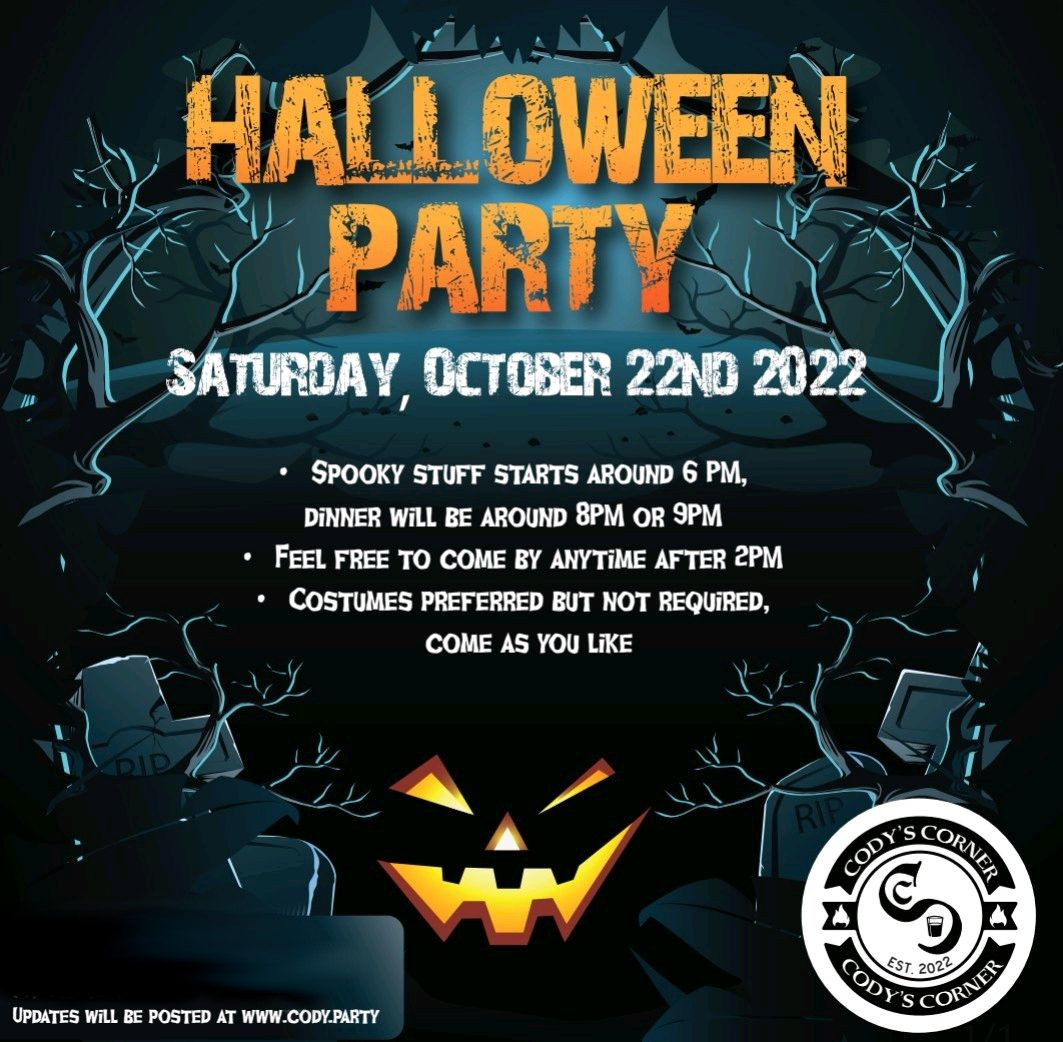 HALLOWEEN
PARTY
SATURDAY, OCTOBER 22ND 2022
• SPOOKY STUFF STARTS AROUND 6 PM,
DINNER WILL BE AROUND 8PM OR 9PM
• FEEL FREE TO COME BY ANYTIME AFTER 2PM
• COSTUMES PREFERRED BUT NOT REQUIRED,
COME AS YOU LIKE
RIP
RIP
CODY'S CORNER
EST. 2022
CODY'S CORNER
UPDATES WILL BE POSTED AT WWW.CODY.PARTY
1/1